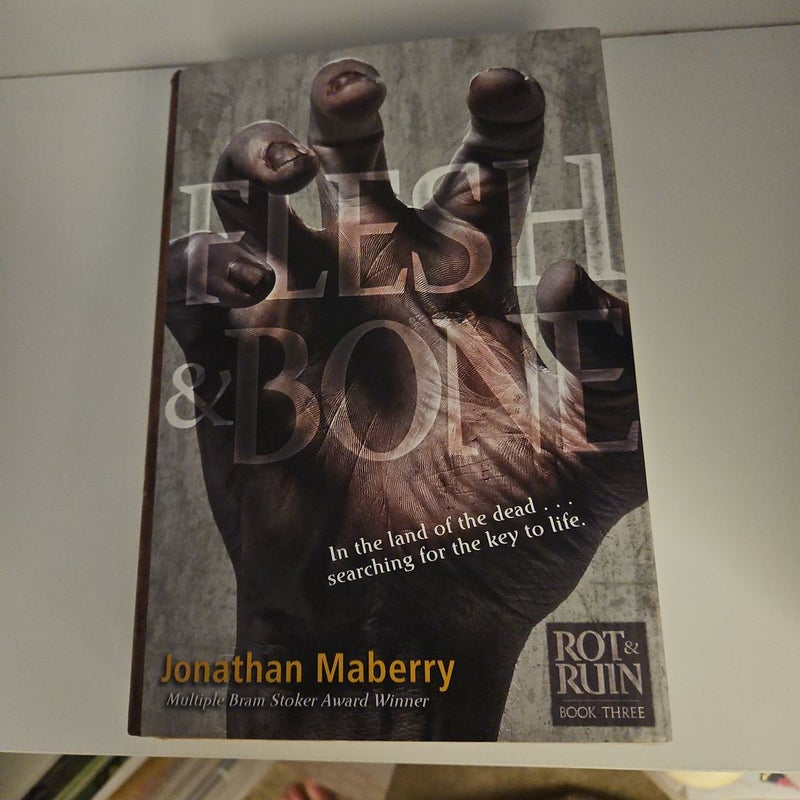 FLESH
& BONE
In the land of the dead . . .
searching for the key to life.
Jonathan Maberry
Multiple Bram Stoker Award Winner
ROT &
RUIN
BOOK THREE